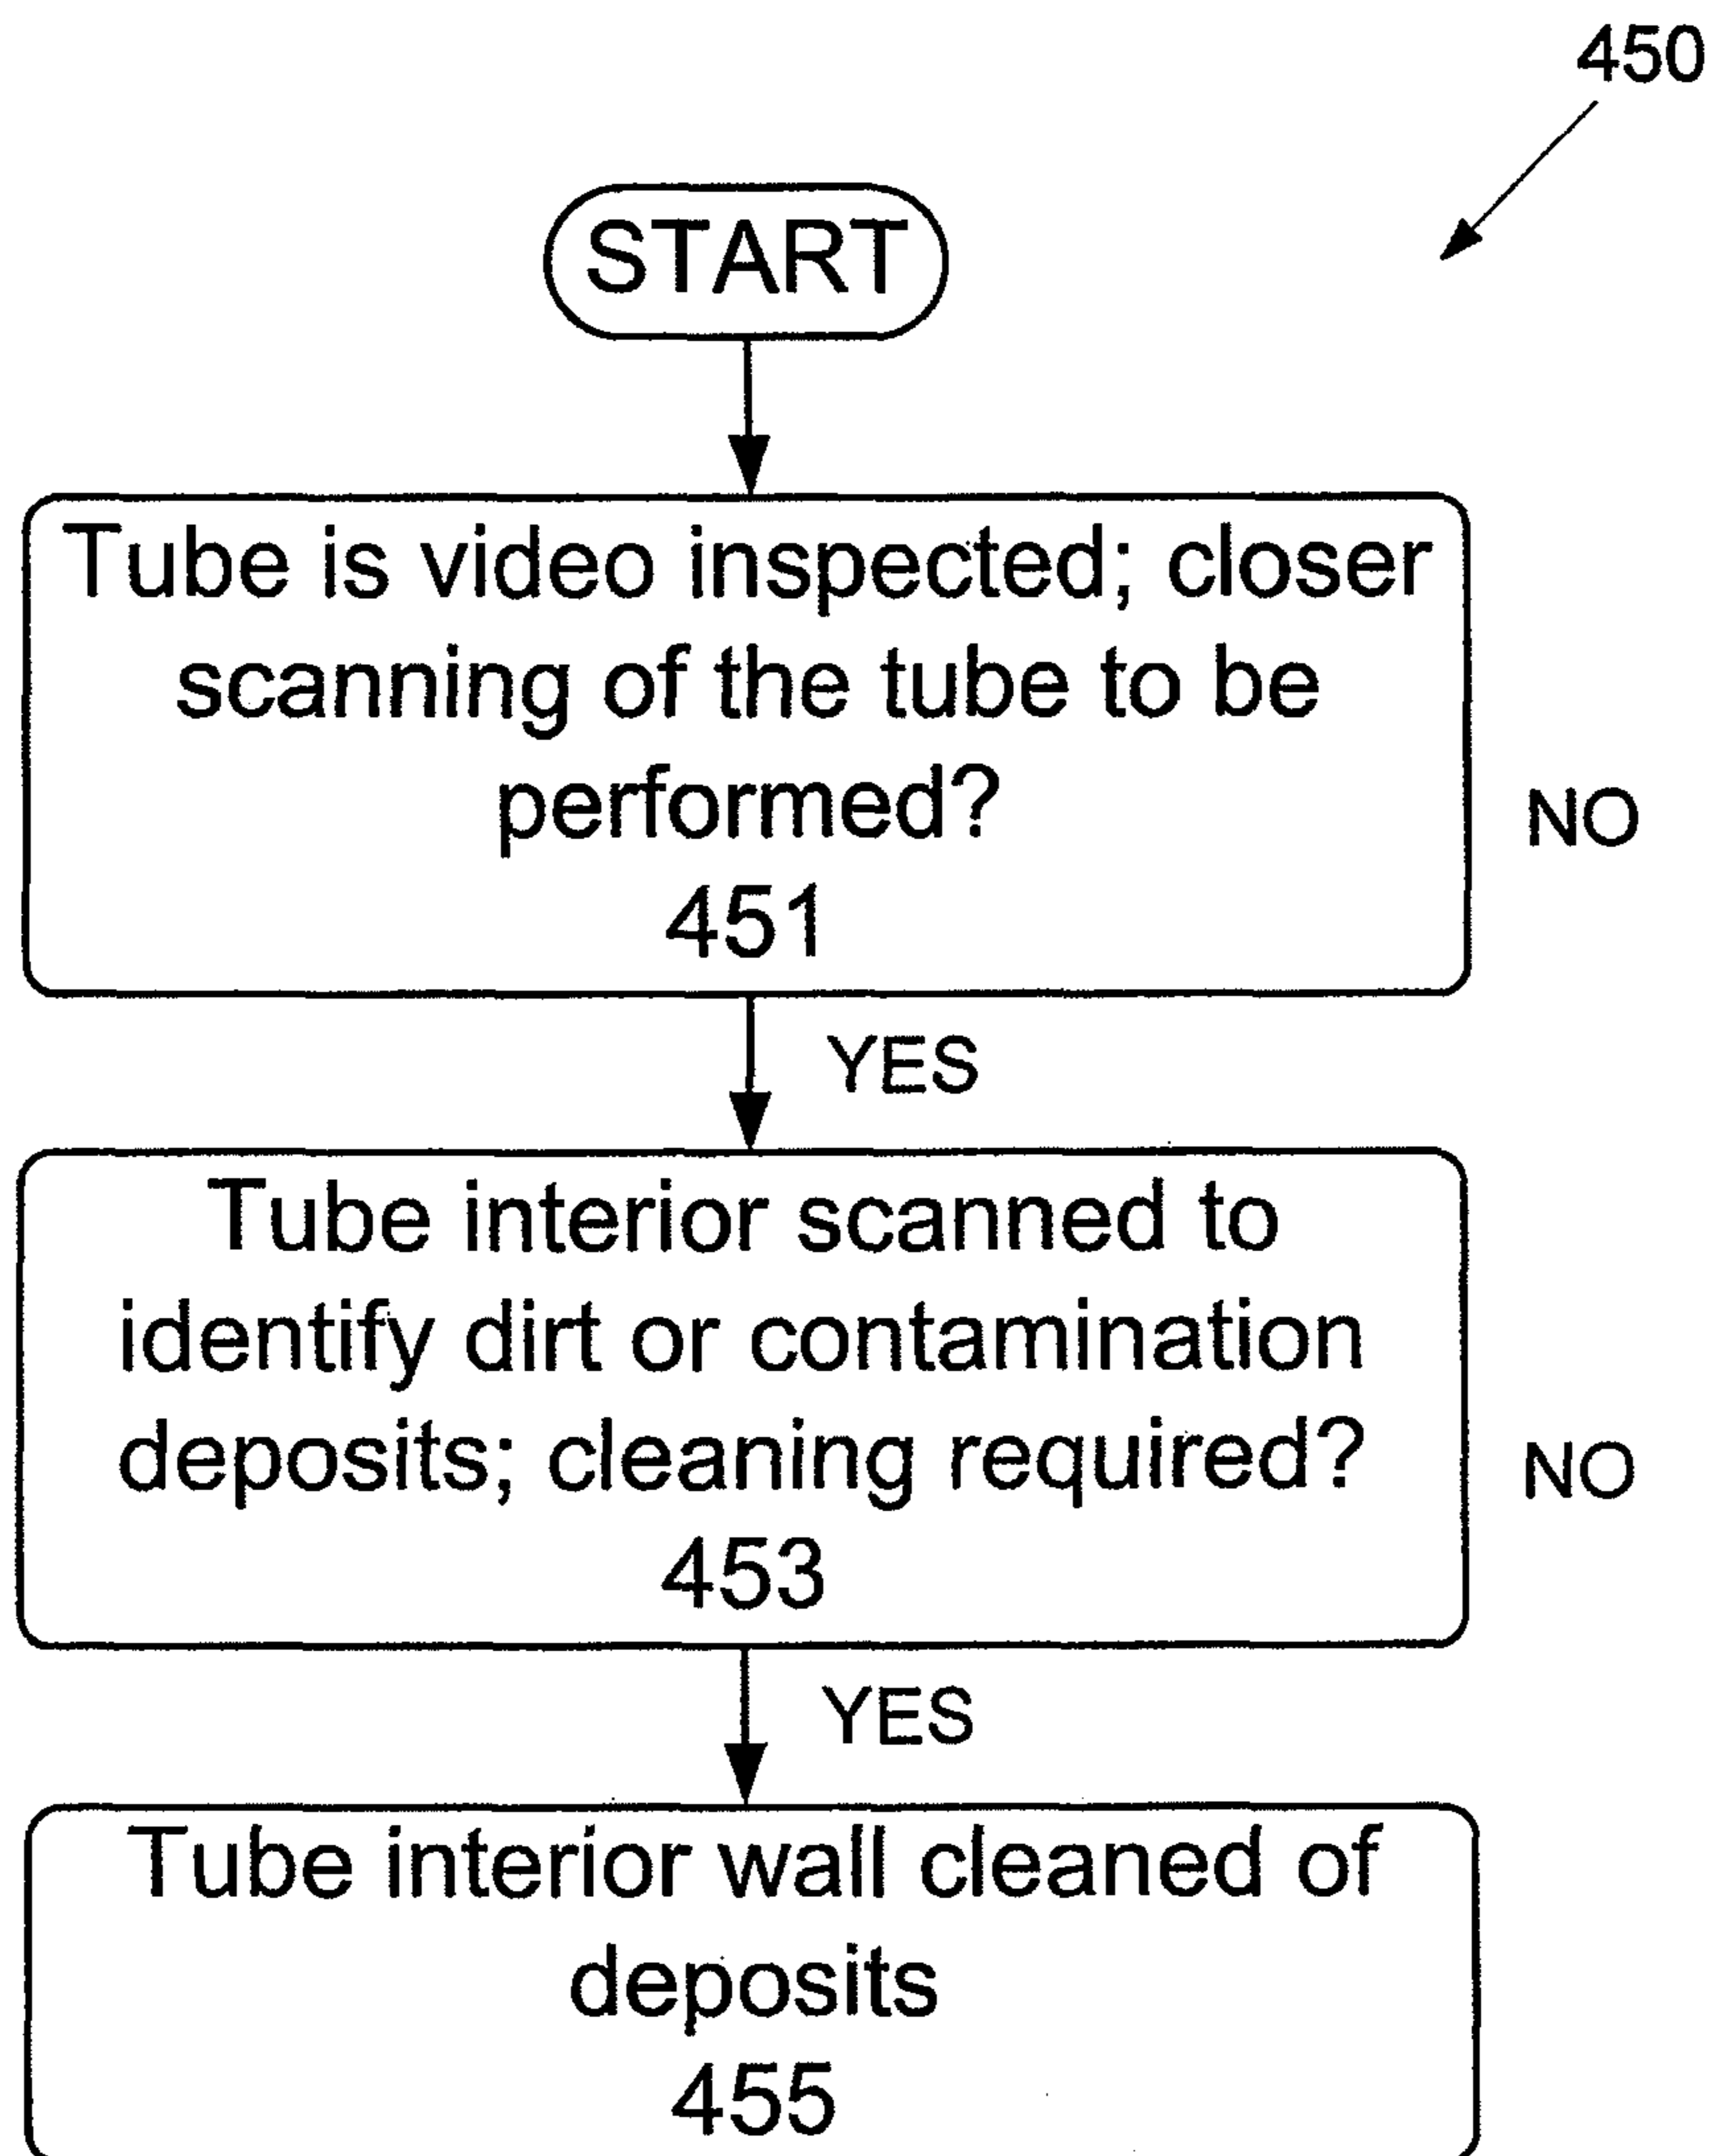 450
START
Tube is video inspected; closer
scanning of the tube to be
performed?
NO
451
YES
Tube interior scanned to
identify dirt or contamination
deposits; cleaning required?
NO
453
YES
Tube interior wall cleaned of
deposits
455